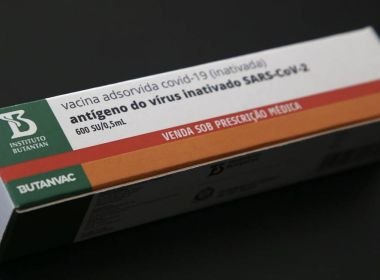 vacina adsorvida covid-19 (inativada)
antígeno do vírus inativado SARS-CoV-2
600 SU/0,5mL
INSTITUTO
BUTANTAN
VENDA SOB PRESCRIÇÃO MÉDICA
BUTANVAC